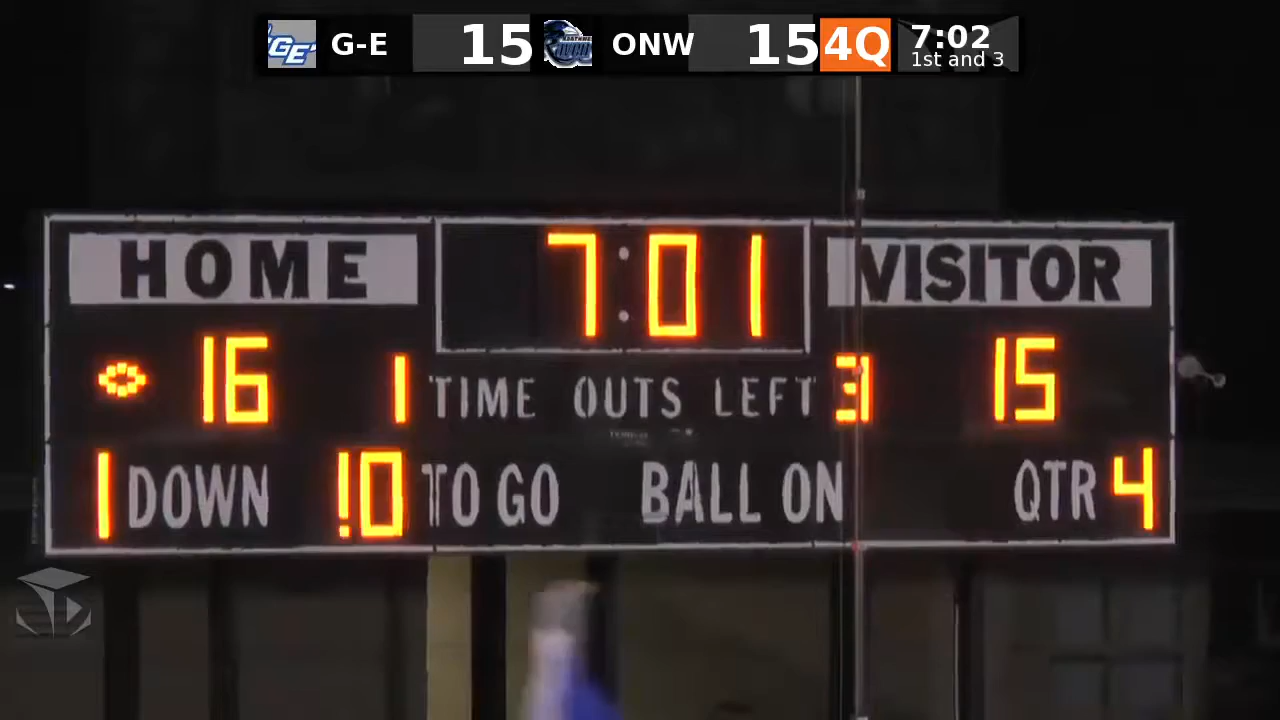 G-E 15 ONW 15 4Q 7:02
1st and 3
HOME 7:01 VISITOR
16 1 TIME OUTS LEFT 3 15
1 DOWN 10 TO GO BALL ON QTR 4